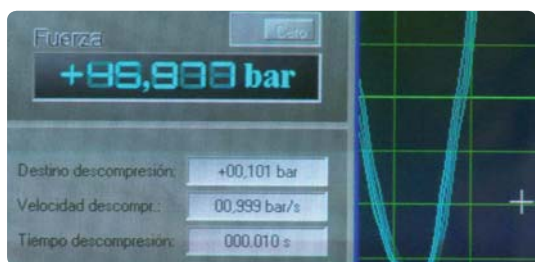 Fuerza
bar
Destino descompresión: +00,101 bar
Velocidad descompr.: 00,999 bar/s
Tiempo descompresión: 000,010 s